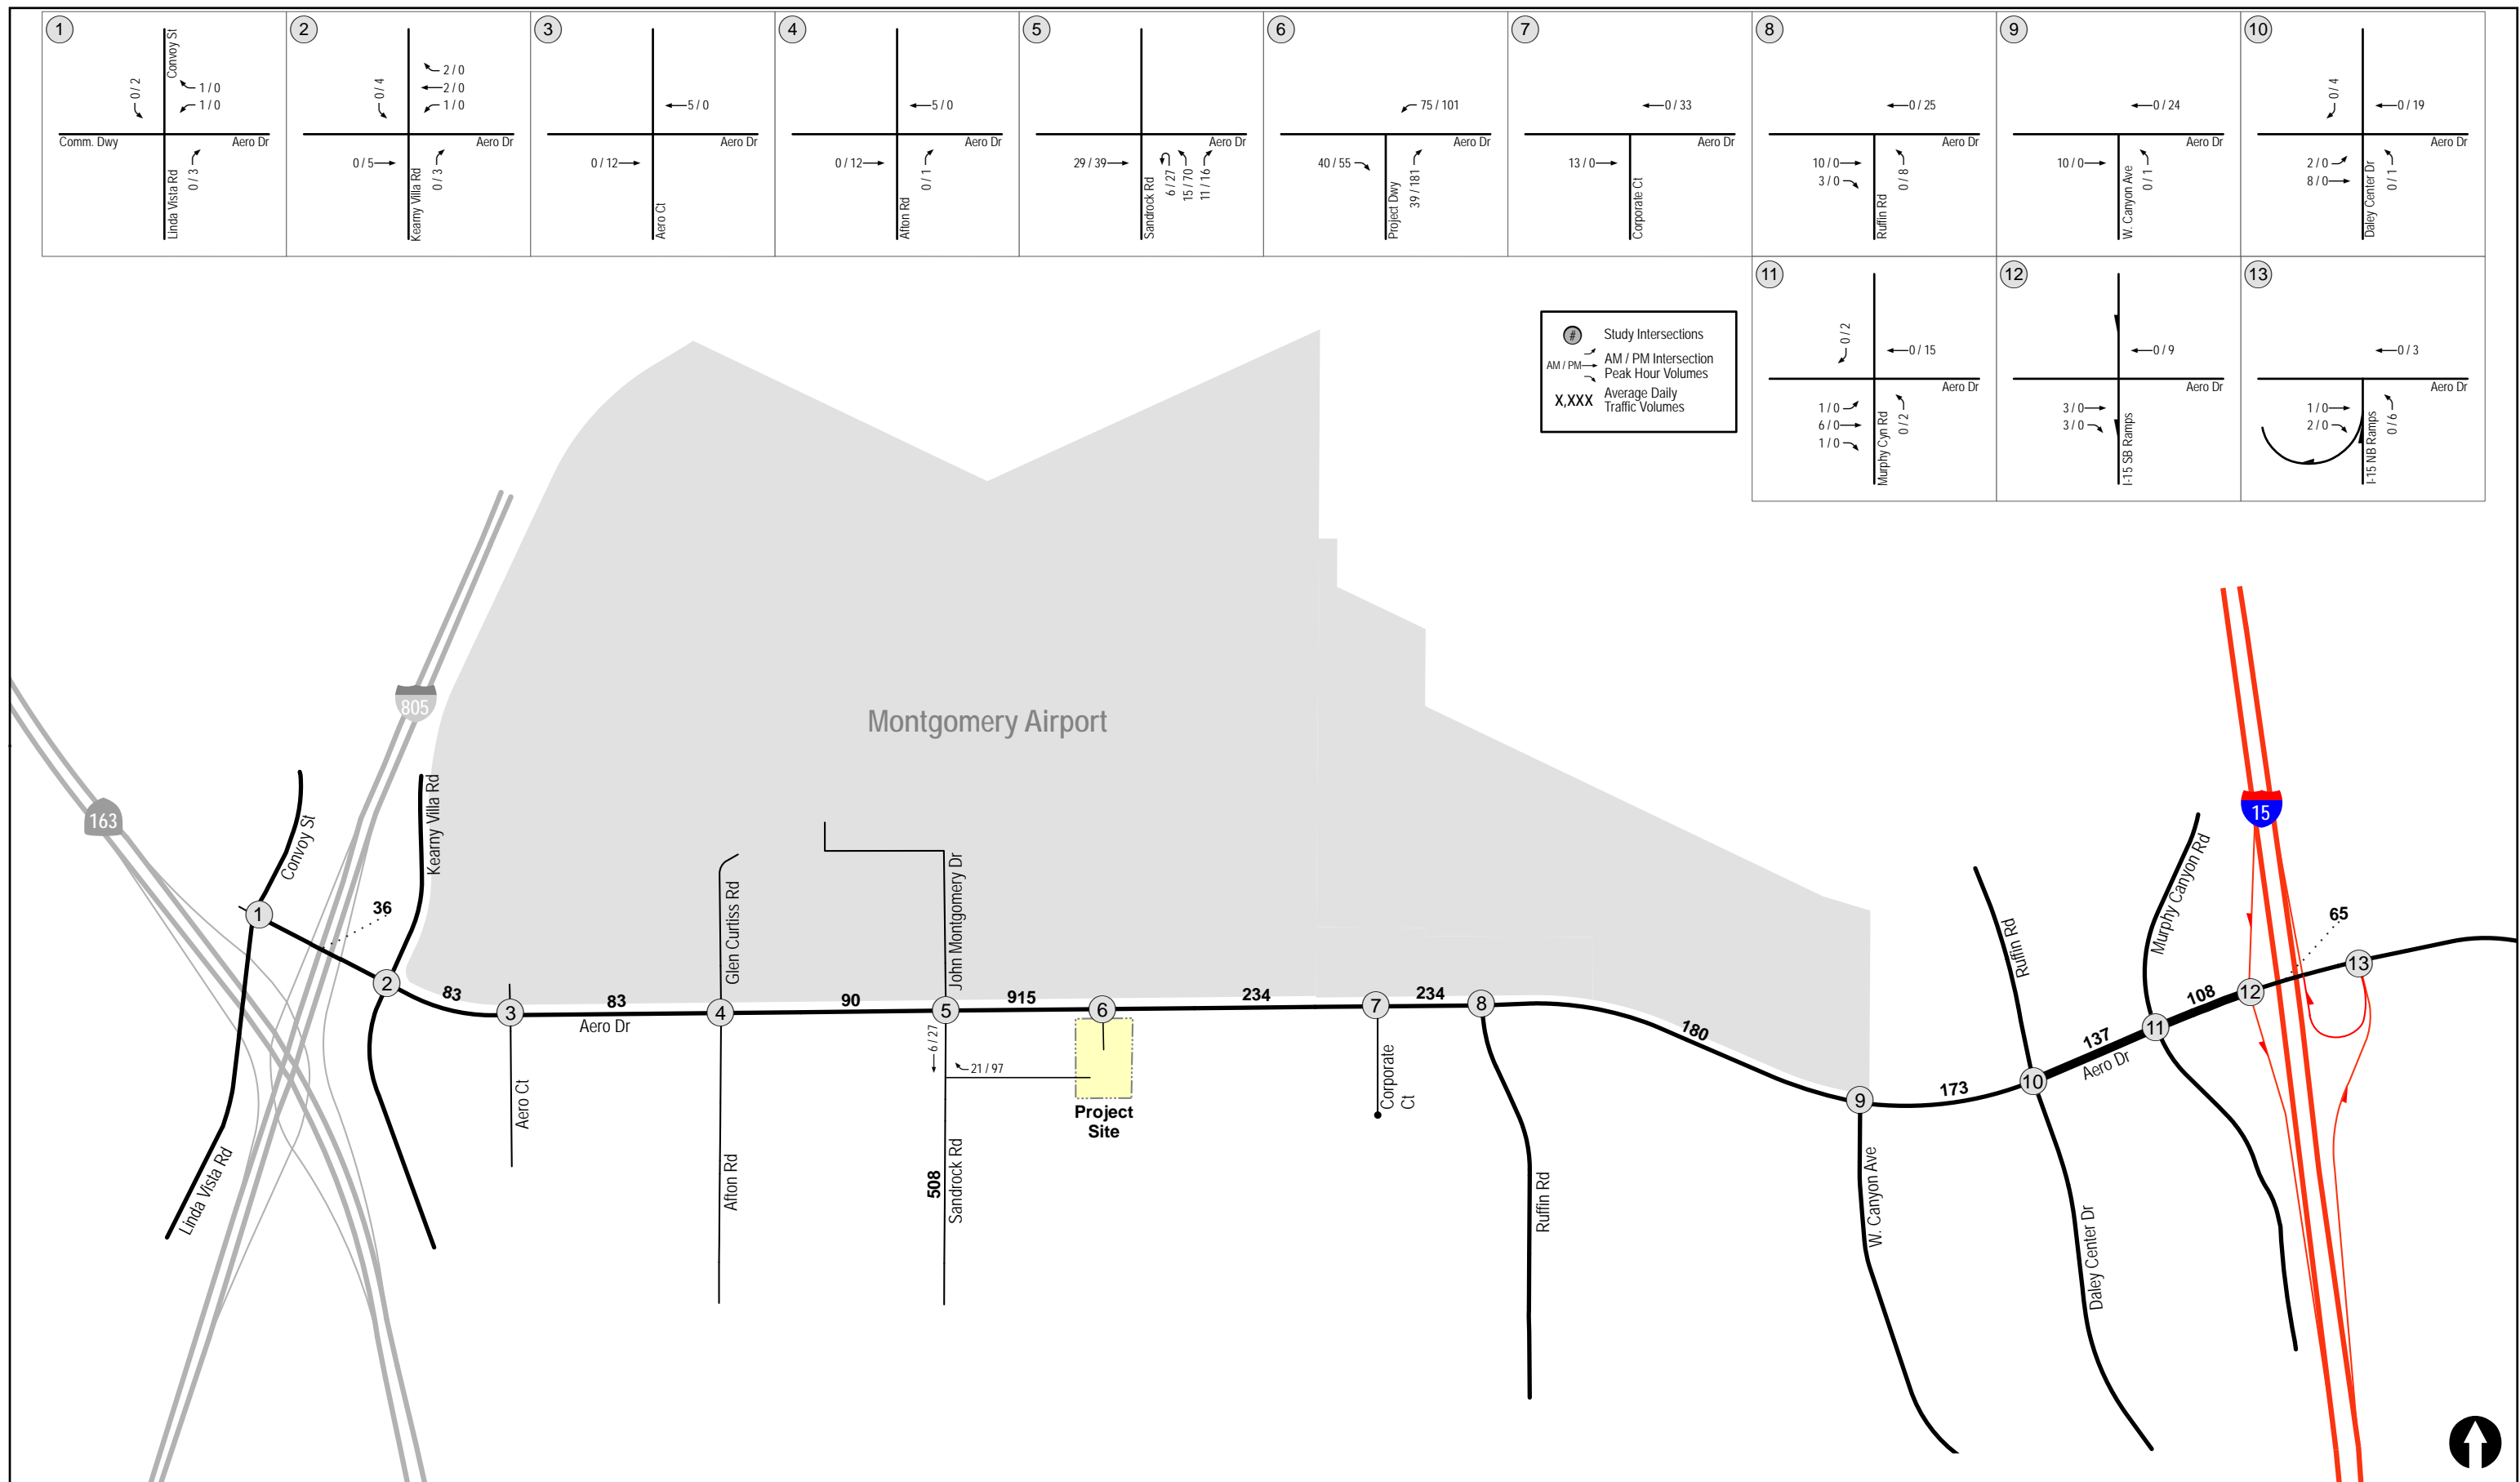 1
Convoy St
0 / 2
1 / 0
1 / 0
Comm. Dwy
Aero Dr
Linda Vista Rd
0 / 3
2
0 / 4
2 / 0
2 / 0
1 / 0
Aero Dr
0 / 5
Kearny Villa Rd
0 / 3
3
5 / 0
Aero Dr
0 / 12
Aero Ct
4
5 / 0
Aero Dr
0 / 12
Afton Rd
0 / 1
5
Aero Dr
29 / 39
Sandrock Rd
6 / 27
15 / 70
11 / 16
6
75 / 101
Aero Dr
40 / 55
Project Dwy
39 / 181
7
0 / 33
Aero Dr
13 / 0
Corporate Ct
8
0 / 25
Aero Dr
10 / 0
3 / 0
Ruffin Rd
0 / 8
9
0 / 24
Aero Dr
10 / 0
W. Canyon Ave
0 / 1
10
0 / 4
0 / 19
Aero Dr
2 / 0
8 / 0
Daley Center Dr
0 / 1
11
0 / 2
0 / 15
Aero Dr
1 / 0
6 / 0
1 / 0
Murphy Cyn Rd
0 / 2
12
0 / 9
Aero Dr
3 / 0
3 / 0
I-15 SB Ramps
13
0 / 3
Aero Dr
1 / 0
2 / 0
I-15 NB Ramps
0 / 6
# Study Intersections
AM / PM AM / PM Intersection
Peak Hour Volumes
X,XXX Average Daily
Traffic Volumes
Montgomery Airport
805
163
15
Convoy St
Kearny Villa Rd
36
1
2
83
3
83
Aero Dr
4
90
5
915
6
234
7
234
8
180
9
173
10
137
Aero Dr
11
108
12
65
13
Glen Curtiss Rd
John Montgomery Dr
Ruffin Rd
Murphy Canyon Rd
6 / 27
21 / 97
Project
Site
Linda Vista Rd
Aero Ct
Afton Rd
508
Sandrock Rd
Corporate
Ct
Ruffin Rd
W. Canyon Ave
Daley Center Dr